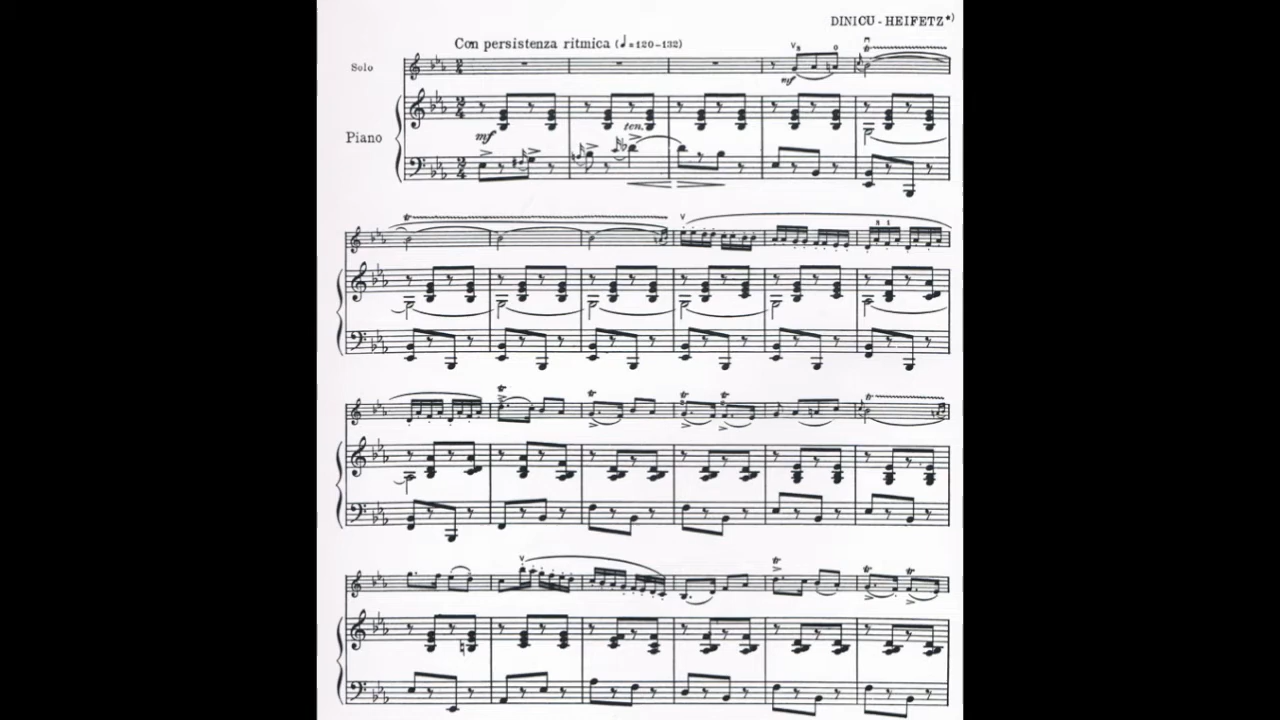 DINICU - HEIFETZ*)
Con persistenza ritmica (♩=120-132)
Solo
mf
Piano
mf
ten.